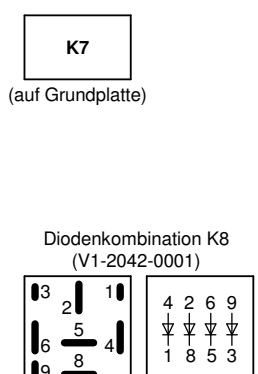 K7
(auf Grundplatte)
Diodenkombination K8
(V1-2042-0001)
3 2 1
6 5 4
9 8
4 2 6 9
1 8 5 3